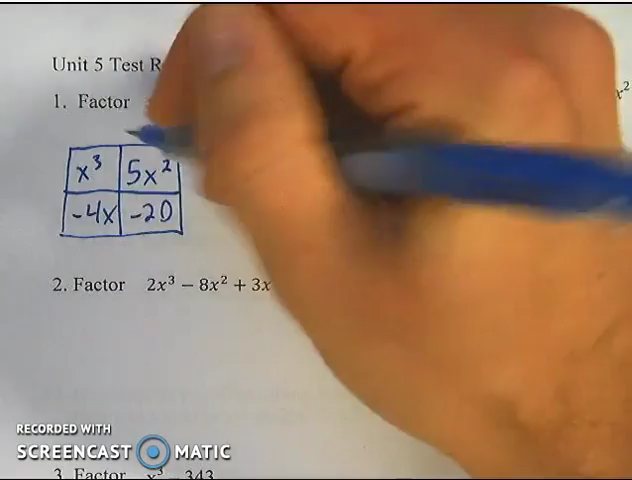 Unit 5 Test R
1. Factor
x²
x³ 5x²
-4x -20
2. Factor 2x³ − 8x² + 3x
RECORDED WITH
SCREENCAST MATIC
3. Factor x³ − 343